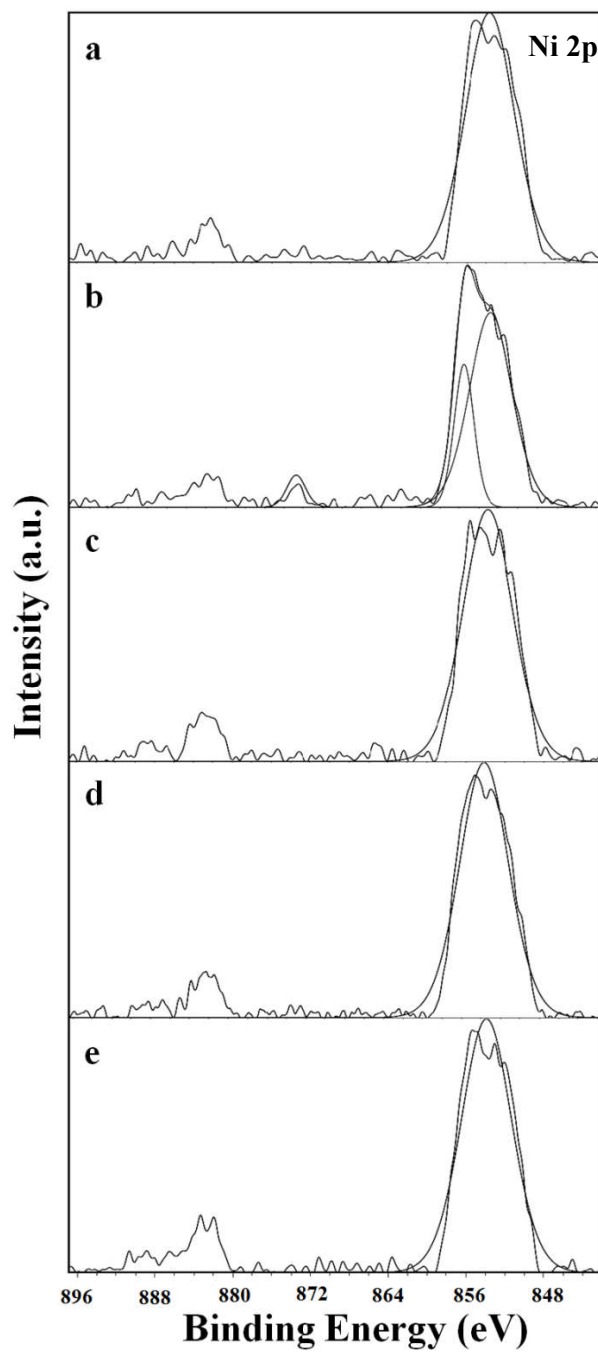 a
Ni 2p
b
c
d
e
Intensity (a.u.)
896 888 880 872 864 856 848
Binding Energy (eV)